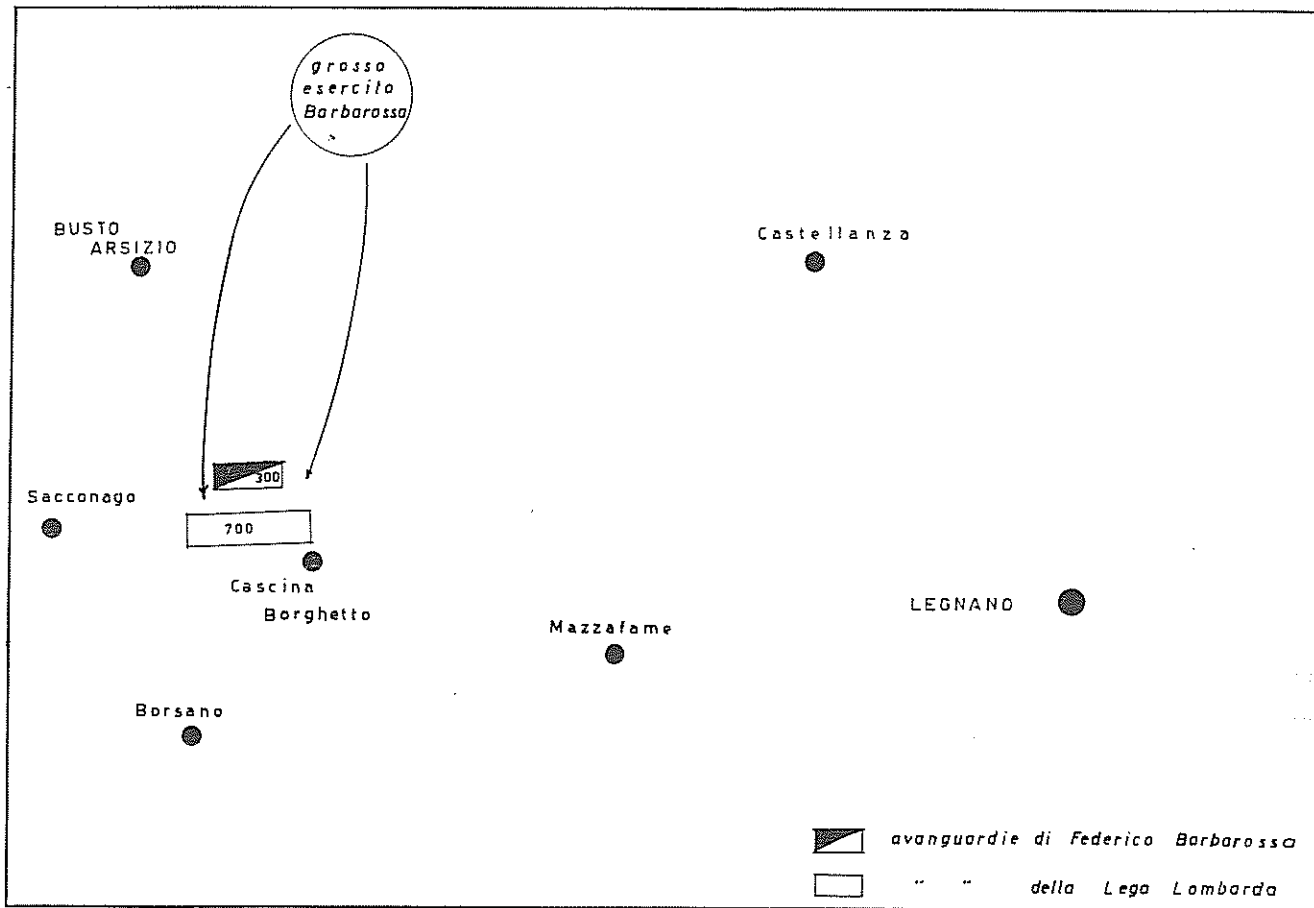 grosso
esercito
Barbarossa
BUSTO
ARSIZIO
Castellanza
300
Sacconago
700
Cascina
Borghetto
LEGNANO
Mazzafame
Borsano
avanguardie di Federico Barbarossa
" " della Lega Lombarda